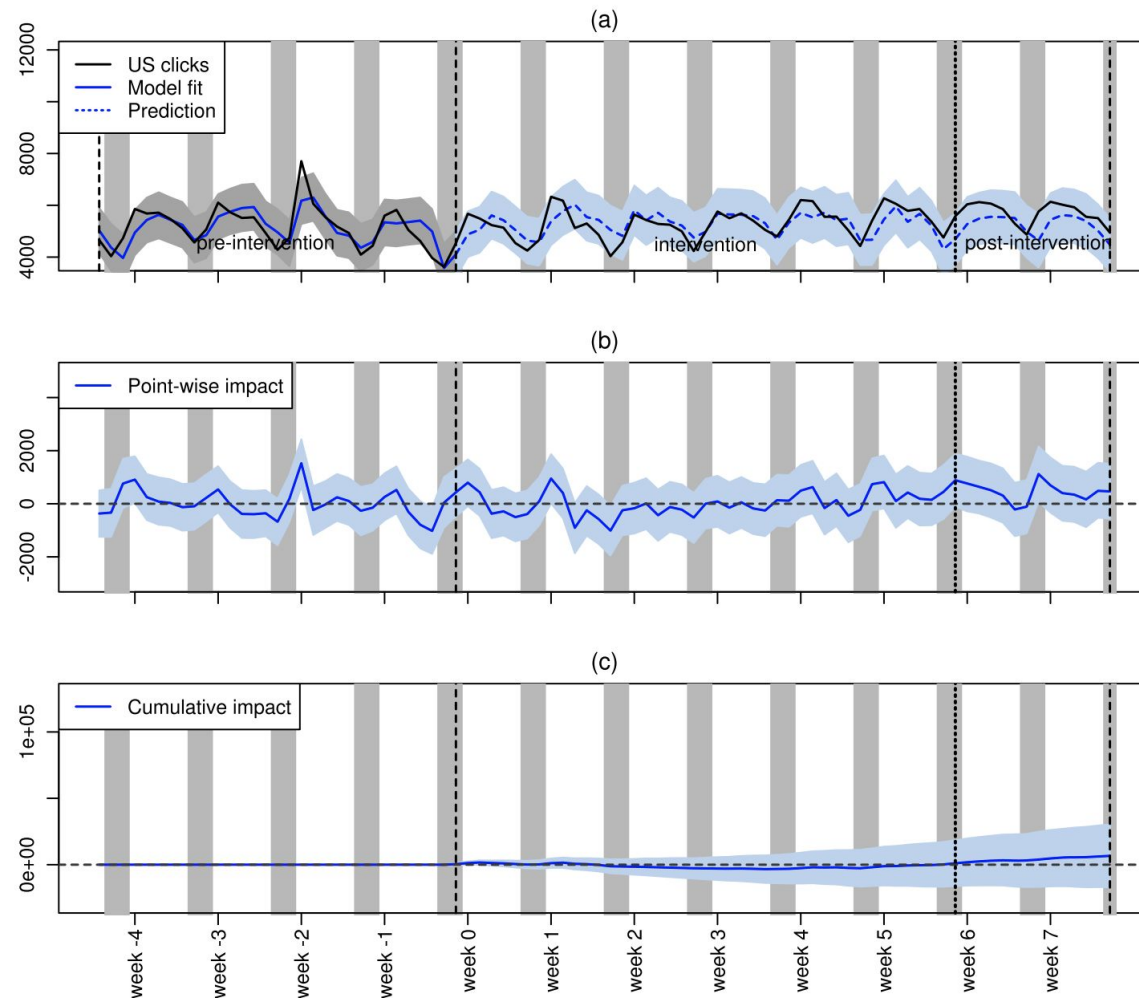 (a)
12000
8000
4000
US clicks
Model fit
Prediction
pre-intervention
intervention
post-intervention
(b)
2000
0
-2000
Point-wise impact
(c)
1e+05
0e+00
Cumulative impact
week -4
week -3
week -2
week -1
week 0
week 1
week 2
week 3
week 4
week 5
week 6
week 7